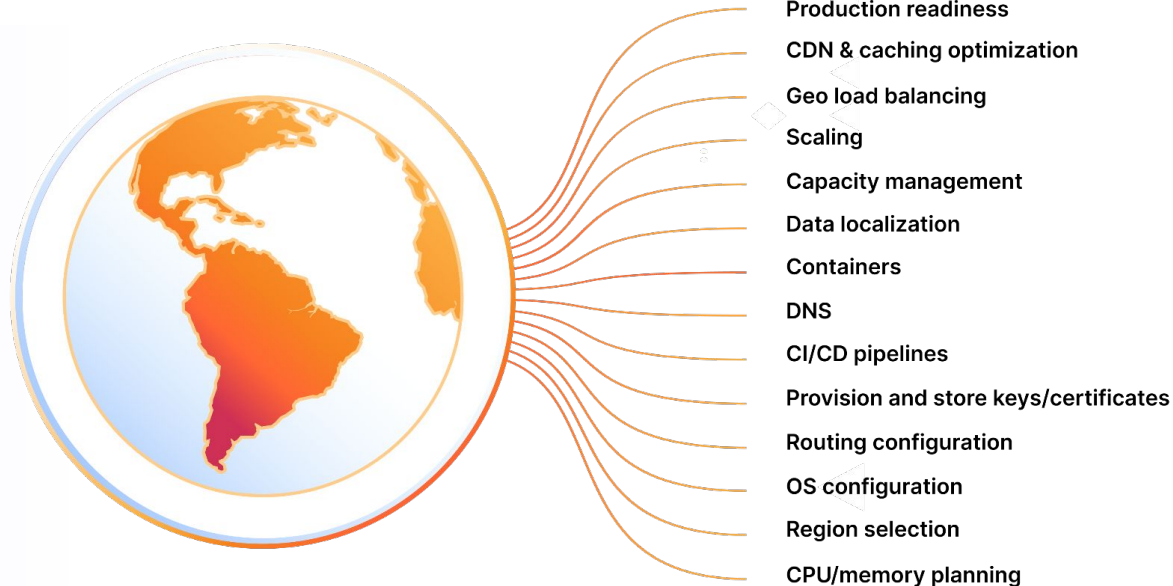 Production readiness
CDN & caching optimization
Geo load balancing
Scaling
Capacity management
Data localization
Containers
DNS
CI/CD pipelines
Provision and store keys/certificates
Routing configuration
OS configuration
Region selection
CPU/memory planning